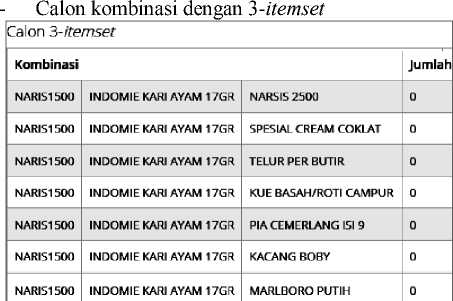 - Calon kombinasi dengan 3-itemset
Calon 3-itemset
Kombinasi Jumlah
NARIS1500 INDOMIE KARI AYAM 17GR NARSIS 2500 0
NARIS1500 INDOMIE KARI AYAM 17GR SPESIAL CREAM COKLAT 0
NARIS1500 INDOMIE KARI AYAM 17GR TELUR PER BUTIR 0
NARIS1500 INDOMIE KARI AYAM 17GR KUE BASAH/ROTI CAMPUR 0
NARIS1500 INDOMIE KARI AYAM 17GR PIA CEMERLANG ISI 9 0
NARIS1500 INDOMIE KARI AYAM 17GR KACANG BOBY 0
NARIS1500 INDOMIE KARI AYAM 17GR MARLBORO PUTIH 0